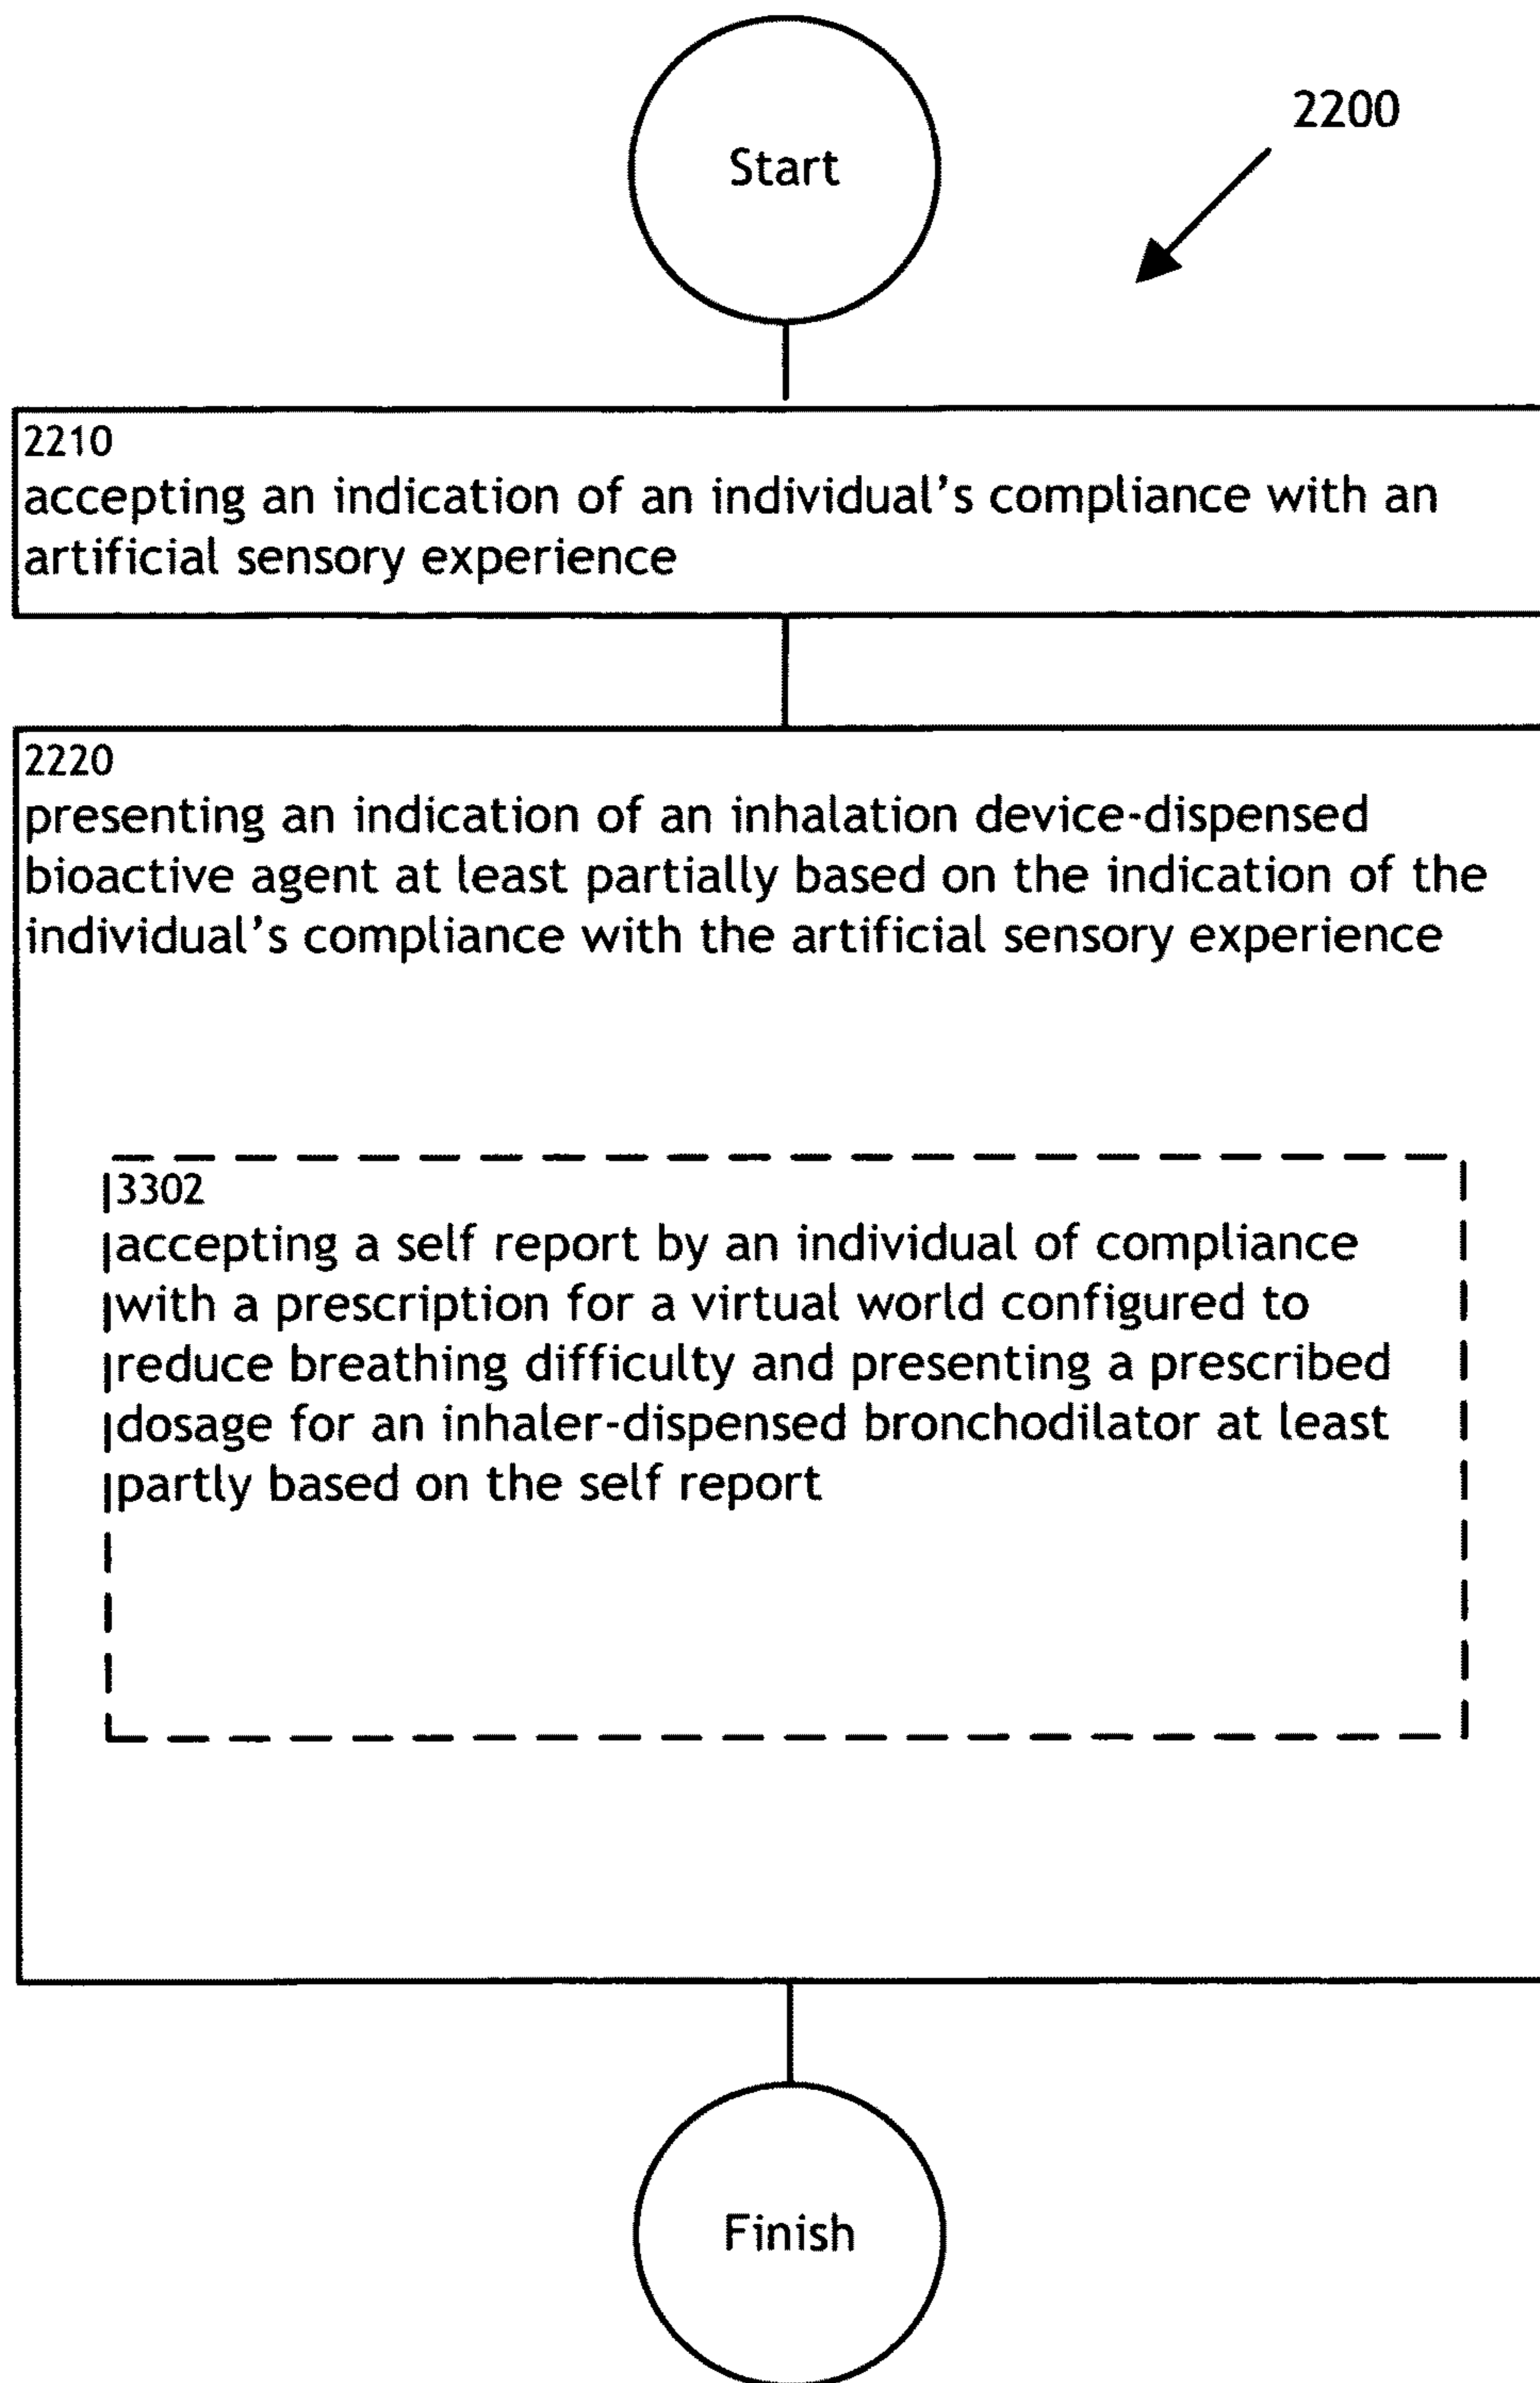 Start
2200
2210
accepting an indication of an individual's compliance with an
artificial sensory experience
2220
presenting an indication of an inhalation device-dispensed
bioactive agent at least partially based on the indication of the
individual's compliance with the artificial sensory experience
3302
accepting a self report by an individual of compliance
with a prescription for a virtual world configured to
reduce breathing difficulty and presenting a prescribed
dosage for an inhaler-dispensed bronchodilator at least
partly based on the self report
Finish